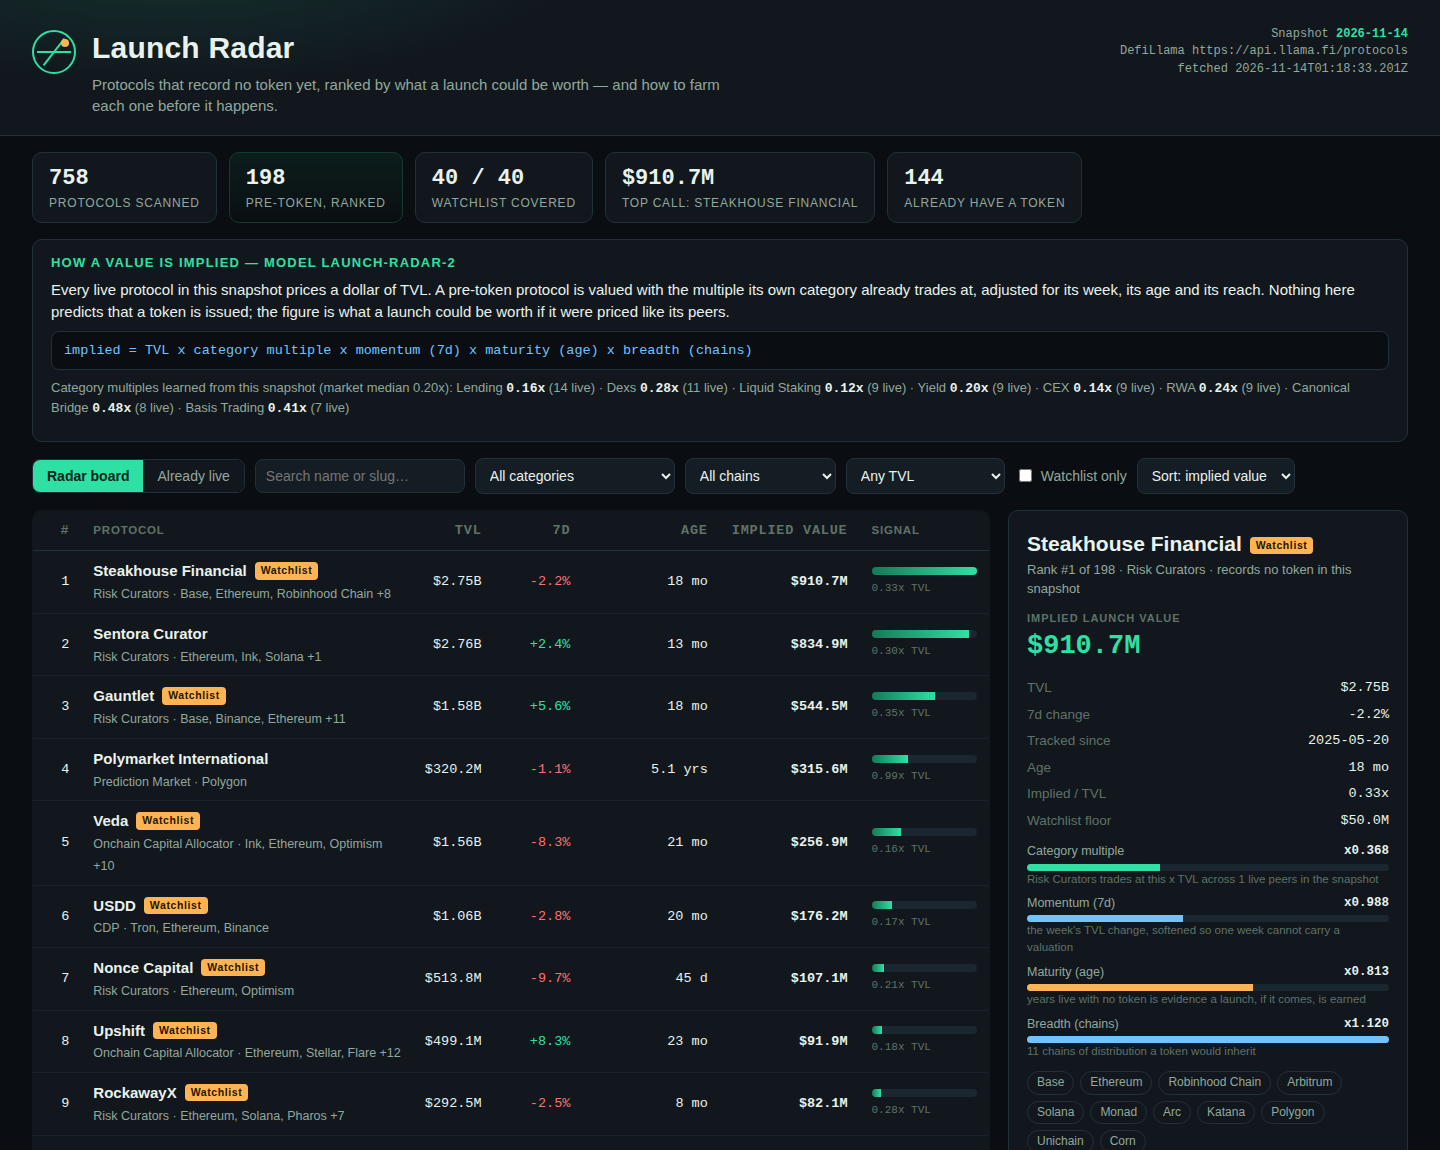 Launch Radar
Protocols that record no token yet, ranked by what a launch could be worth — and how to farm
each one before it happens.
Snapshot 2026-11-14
DefiLlama https://api.llama.fi/protocols
fetched 2026-11-14T01:18:33.201Z
758
PROTOCOLS SCANNED
198
PRE-TOKEN, RANKED
40 / 40
WATCHLIST COVERED
$910.7M
TOP CALL: STEAKHOUSE FINANCIAL
144
ALREADY HAVE A TOKEN
HOW A VALUE IS IMPLIED — MODEL LAUNCH-RADAR-2
Every live protocol in this snapshot prices a dollar of TVL. A pre-token protocol is valued with the multiple its own category already trades at, adjusted for its week, its age and its reach. Nothing here
predicts that a token is issued; the figure is what a launch could be worth if it were priced like its peers.
implied = TVL x category multiple x momentum (7d) x maturity (age) x breadth (chains)
Category multiples learned from this snapshot (market median 0.20x): Lending 0.16x (14 live) · Dexs 0.28x (11 live) · Liquid Staking 0.12x (9 live) · Yield 0.20x (9 live) · CEX 0.14x (9 live) · RWA 0.24x (9 live) · Canonical
Bridge 0.48x (8 live) · Basis Trading 0.41x (7 live)
Radar board Already live Search name or slug… All categories All chains Any TVL Watchlist only Sort: implied value
# PROTOCOL TVL 7D AGE IMPLIED VALUE SIGNAL
1 Steakhouse Financial Watchlist $2.75B -2.2% 18 mo $910.7M
Risk Curators · Base, Ethereum, Robinhood Chain +8 0.33x TVL
2 Sentora Curator $2.76B +2.4% 13 mo $834.9M
Risk Curators · Ethereum, Ink, Solana +1 0.30x TVL
3 Gauntlet Watchlist $1.58B +5.6% 18 mo $544.5M
Risk Curators · Base, Binance, Ethereum +11 0.35x TVL
4 Polymarket International $320.2M -1.1% 5.1 yrs $315.6M
Prediction Market · Polygon 0.99x TVL
5 Veda Watchlist $1.56B -8.3% 21 mo $256.9M
Onchain Capital Allocator · Ink, Ethereum, Optimism
+10
0.16x TVL
6 USDD Watchlist $1.06B -2.8% 20 mo $176.2M
CDP · Tron, Ethereum, Binance 0.17x TVL
7 Nonce Capital Watchlist $513.8M -9.7% 45 d $107.1M
Risk Curators · Ethereum, Optimism 0.21x TVL
8 Upshift Watchlist $499.1M +8.3% 23 mo $91.9M
Onchain Capital Allocator · Ethereum, Stellar, Flare +12 0.18x TVL
9 RockawayX Watchlist $292.5M -2.5% 8 mo $82.1M
Risk Curators · Ethereum, Solana, Pharos +7 0.28x TVL
Steakhouse Financial Watchlist
Rank #1 of 198 · Risk Curators · records no token in this
snapshot
IMPLIED LAUNCH VALUE
$910.7M
TVL $2.75B
7d change -2.2%
Tracked since 2025-05-20
Age 18 mo
Implied / TVL 0.33x
Watchlist floor $50.0M
Category multiple x0.368
Risk Curators trades at this x TVL across 1 live peers in the snapshot
Momentum (7d) x0.988
the week's TVL change, softened so one week cannot carry a
valuation
Maturity (age) x0.813
years live with no token is evidence a launch, if it comes, is earned
Breadth (chains) x1.120
11 chains of distribution a token would inherit
Base Ethereum Robinhood Chain Arbitrum
Solana Monad Arc Katana Polygon
Unichain Corn